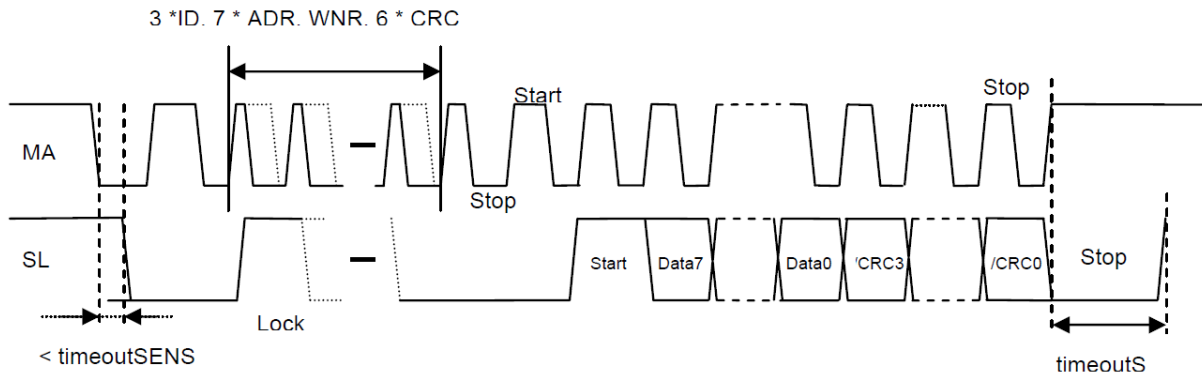 3 *ID. 7 * ADR. WNR. 6 * CRC
Start
Stop
MA
Stop
SL
Start
Data7
Data0
/CRC3
/CRC0
Stop
Lock
< timeoutSENS
timeoutS